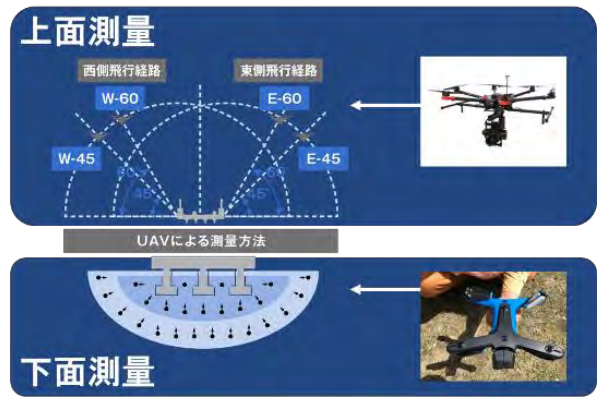 上面測量
西側飛行経路
東側飛行経路
W-60
E-60
W-45
E-45
60°
60°
45°
45°
UAVによる測量方法
下面測量